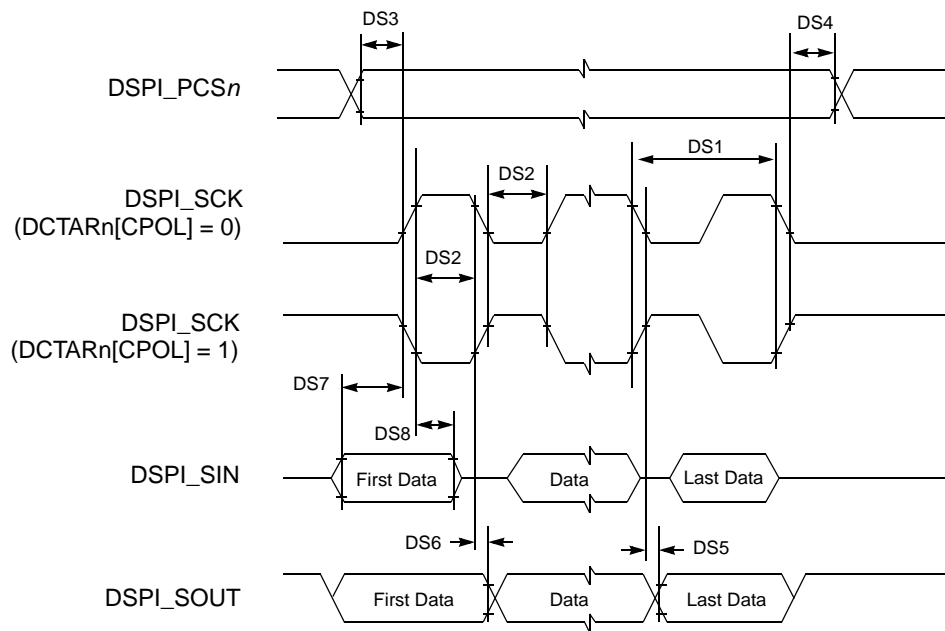 DS3
DS4
DSPI_PCSn
DS1
DS2
DSPI_SCK
(DCTARn[CPOL] = 0)
DS2
DSPI_SCK
(DCTARn[CPOL] = 1)
DS7
DS8
DSPI_SIN
First Data
Data
Last Data
DS6
DS5
DSPI_SOUT
First Data
Data
Last Data